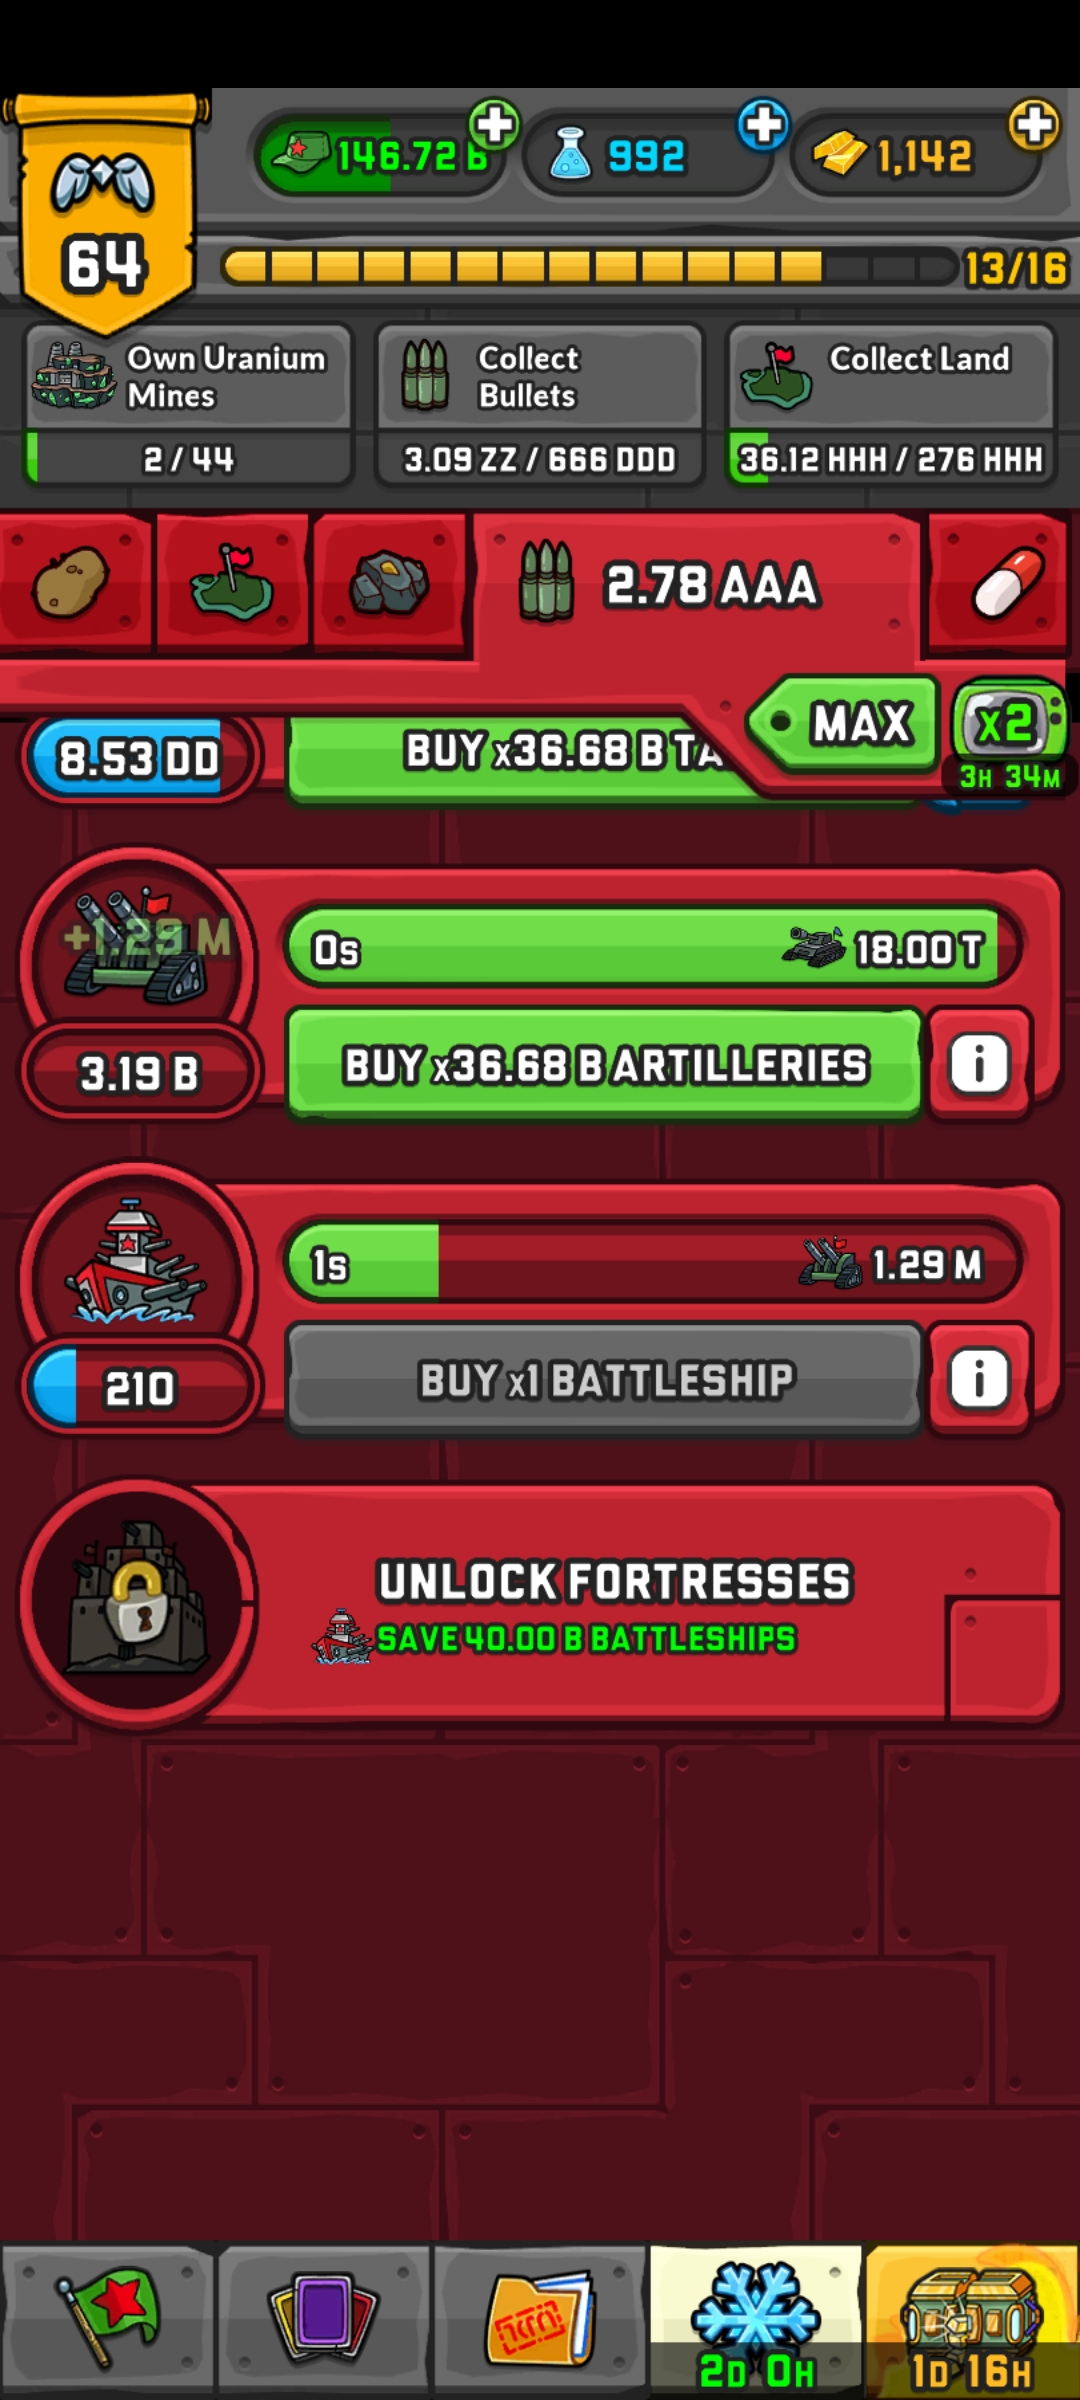 64
146.72 B
992
1,142
13/16
Own Uranium
Mines
2 / 44
Collect
Bullets
3.09 ZZ / 666 DDD
Collect Land
36.12 HHH / 276 HHH
2.78 AAA
MAX
x2
3H 34M
8.53 DD
BUY x36.68 B TA
+1.29 M
0s
18.00 T
3.19 B
BUY x36.68 B ARTILLERIES
i
1s
1.29 M
210
BUY x1 BATTLESHIP
i
UNLOCK FORTRESSES
SAVE 40.00 B BATTLESHIPS
2D 0H
1D 16H